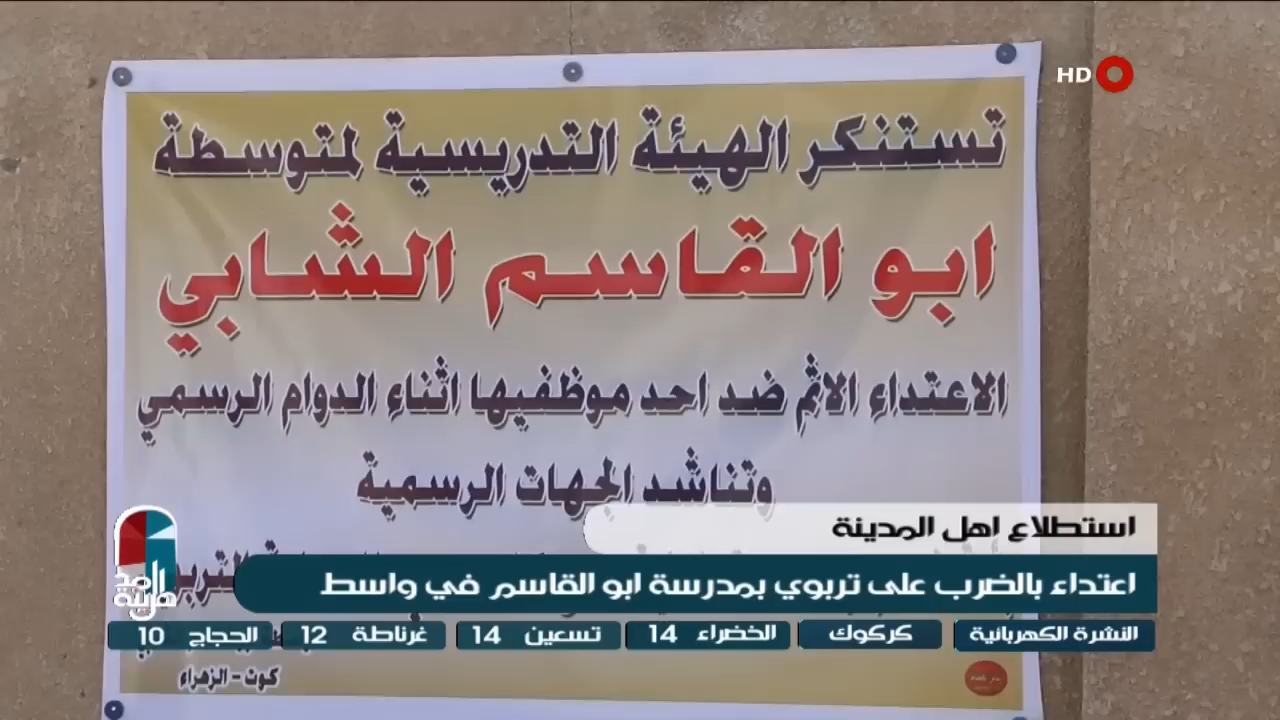 HD
تستنكر الهيئة التدريسية لمتوسطة
ابو القاسم الشابي
الاعتداء الاثم ضد احد موظفيها اثناء الدوام الرسمي
وتناشد الجهات الرسمية
استطلاع اهل المدينة
اعتداء بالضرب على تربوي بمدرسة ابو القاسم في واسط
النشرة الكهربائية كركوك الخضراء 14 تسعين 14 غرناطة 12 الحجاج 10
كوت - الزهراء